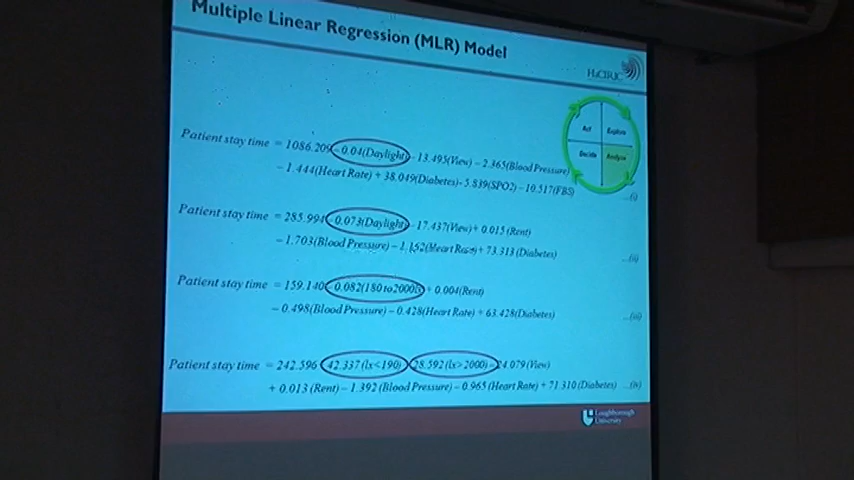 Multiple Linear Regression (MLR) Model
HaCIRIC
Act Explore
Decide Analyze
Patient stay time = 1086.209 - 0.04(Daylight) - 13.495(View) - 2.365(Blood Pressure)
- 1.444(Heart Rate) + 38.049(Diabetes) - 5.839(SPO2) - 10.517(FBS) ...(i)
Patient stay time = 285.994 - 0.073(Daylight) - 17.437(View) + 0.015(Rent)
- 1.703(Blood Pressure) - 1.162(Heart Rate) + 73.313(Diabetes) ...(ii)
Patient stay time = 159.140 - 0.082(180 to 2000lx) + 0.004(Rent)
- 0.498(Blood Pressure) - 0.428(Heart Rate) + 63.428(Diabetes) ...(iii)
Patient stay time = 242.596 42.337(lx<190) 28.592(lx>2000) - 24.079(View)
+ 0.013(Rent) - 1.392(Blood Pressure) - 0.965(Heart Rate) + 71.310(Diabetes) ...(iv)
Loughborough
University